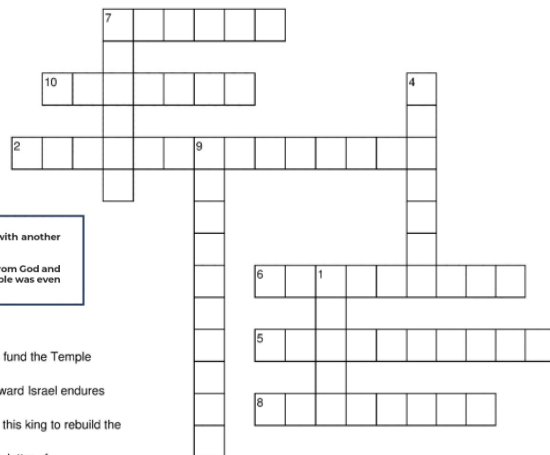 7
10
4
2
9
with another
rom God and
ple was even
6
1
fund the Temple
5
ward Israel endures
8
this king to rebuild the